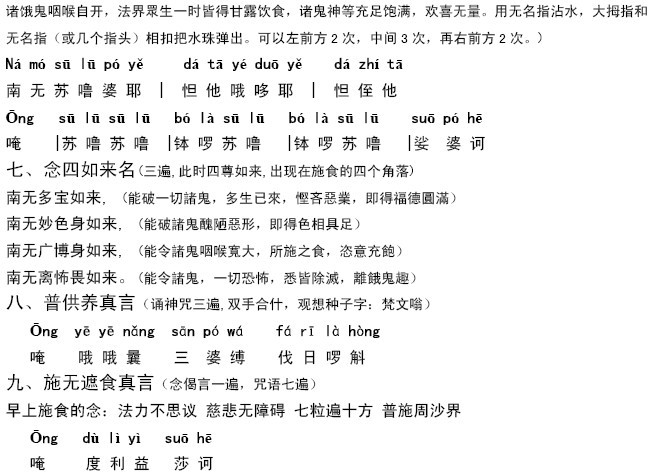 诸饿鬼咽喉自开，法界眾生一时皆得甘露饮食，诸鬼神等充足饱满，欢喜无量。用无名指沾水，大拇指和
无名指（或几个指头）相扣把水珠弹出。可以左前方2次，中间3次，再右前方2次。）
Ná mó sū lū pó yě dá tā yé duō yě dá zhí tā
南 无 苏 噜 婆 耶 | 怛 他 哦 哆 耶 | 怛 侄 他
Ōng sū lū sū lū bó là sū lū bó là sū lū suō pó hē
唵 |苏 噜 苏 噜 |钵 啰 苏 噜 |钵 啰 苏 噜 |娑 婆 诃
七、念四如来名(三遍,此时四尊如来,出现在施食的四个角落)
南无多宝如来,（能破一切諸鬼，多生已來，慳吝惡業，即得福德圓滿）
南无妙色身如来,（能破諸鬼醜陋惡形，即得色相具足）
南无广博身如来,（能令諸鬼咽喉寬大，所施之食，恣意充飽）
南无离怖畏如来。（能令諸鬼，一切恐怖，悉皆除滅，離餓鬼趣）
八、普供养真言（诵神咒三遍,双手合什，观想种子字：梵文嗡）
Ōng yē yē nǎng sān pó wá fá rī là hòng
唵 哦 哦 囊 三 婆 缚 伐 日 啰 斛
九、施无遮食真言（念偈言一遍，咒语七遍）
早上施食的念：法力不思议 慈悲无障碍 七粒遍十方 普施周沙界
Ōng dù lì yì suō hē
唵 度 利 益 莎 诃